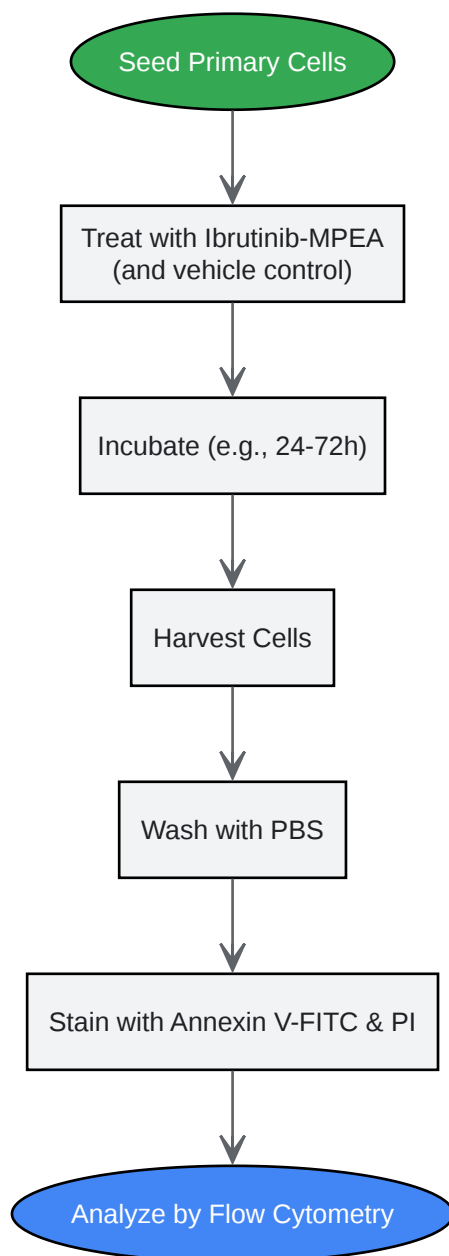 Seed Primary Cells
Treat with Ibrutinib-MPEA
(and vehicle control)
Incubate (e.g., 24-72h)
Harvest Cells
Wash with PBS
Stain with Annexin V-FITC & PI
Analyze by Flow Cytometry